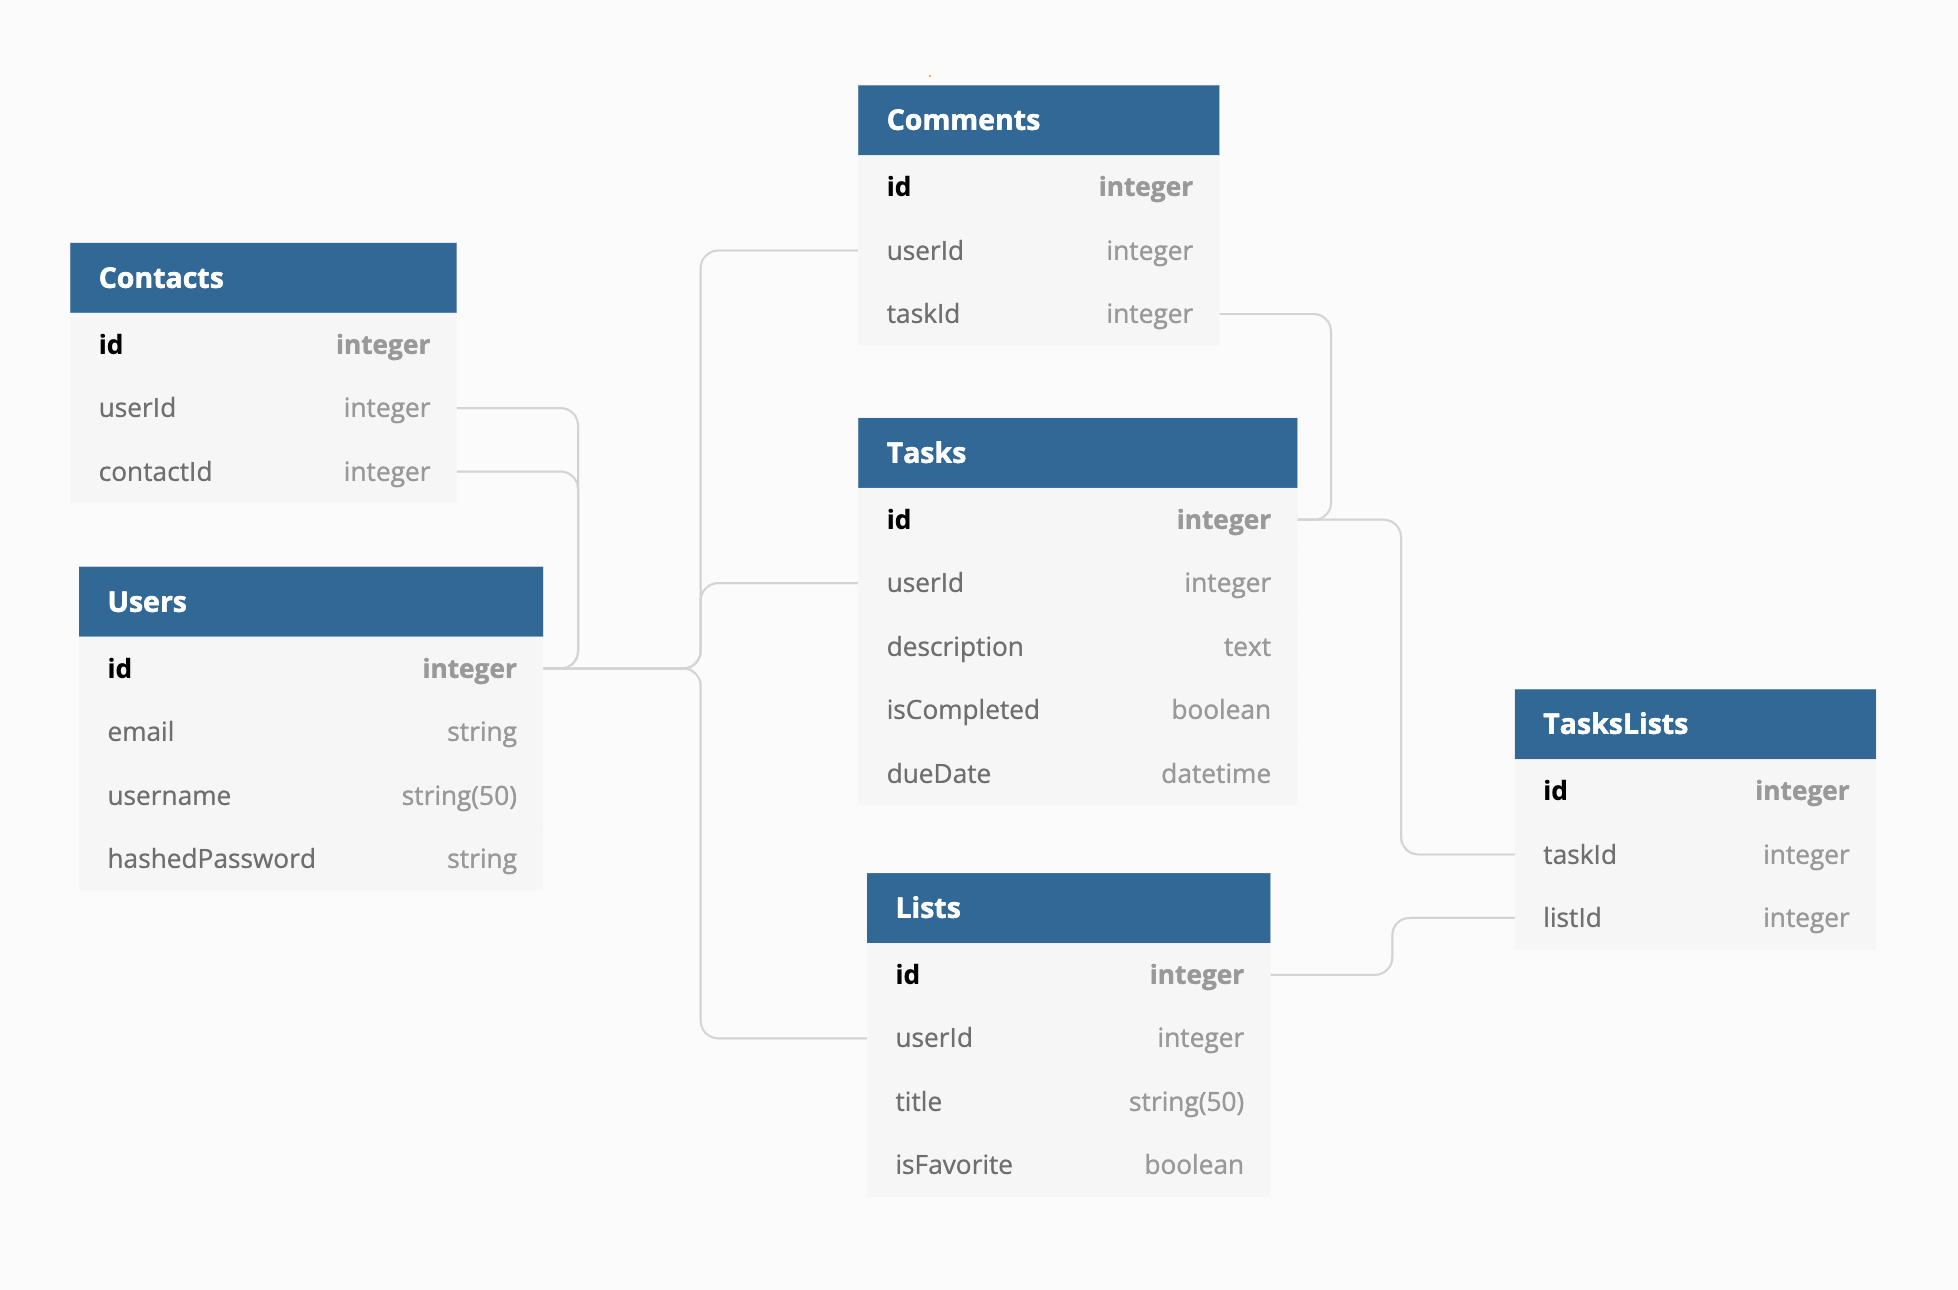 Contacts
id integer
userId integer
contactId integer
Users
id integer
email string
username string(50)
hashedPassword string
Comments
id integer
userId integer
taskId integer
Tasks
id integer
userId integer
description text
isCompleted boolean
dueDate datetime
Lists
id integer
userId integer
title string(50)
isFavorite boolean
TasksLists
id integer
taskId integer
listId integer